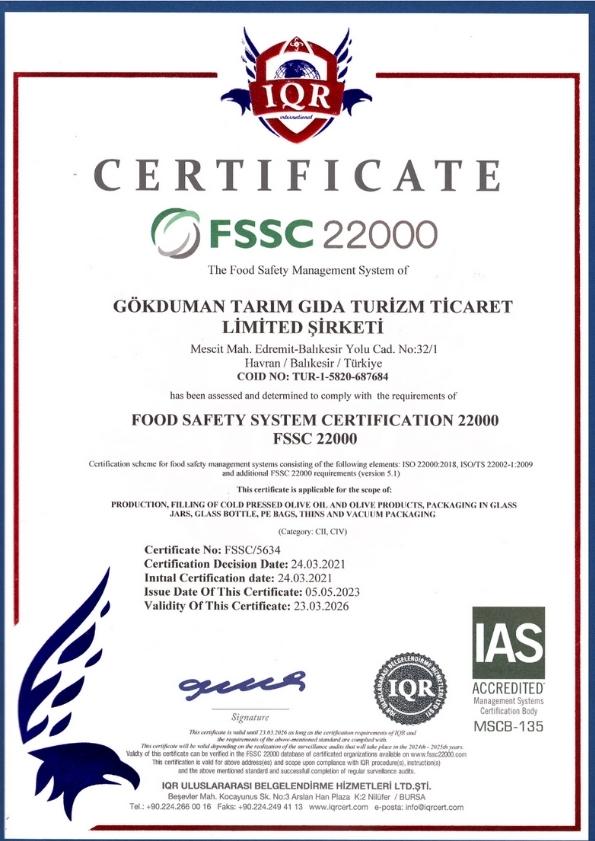 IQR
international
CERTIFICATE
FSSC 22000
The Food Safety Management System of
GÖKDUMAN TARIM GIDA TURİZM TİCARET
LİMİTED ŞİRKETİ
Mescit Mah. Edremit-Balıkesir Yolu Cad. No:32/1
Havran / Balıkesir / Türkiye
COID NO: TUR-1-5820-687684
has been assessed and determined to comply with the requirements of
FOOD SAFETY SYSTEM CERTIFICATION 22000
FSSC 22000
Certification scheme for food safety management systems consisting of the following elements: ISO 22000:2018, ISO/TS 22002-1:2009
and additional FSSC 22000 requirements (version 5.1)
This certificate is applicable for the scope of:
PRODUCTION, FILLING OF COLD PRESSED OLIVE OIL AND OLIVE PRODUCTS, PACKAGING IN GLASS
JARS, GLASS BOTTLE, PE BAGS, THINS AND VACUUM PACKAGING
(Category: CII, CIV)
Certificate No: FSSC/5634
Certification Decision Date: 24.03.2021
Initial Certification date: 24.03.2021
Issue Date Of This Certificate: 05.05.2023
Validity Of This Certificate: 23.03.2026
IAS
ACCREDITED
Management Systems
Certification Body
MSCB-135
IQR
Signature
This certificate is valid until 23.03.2026 as long as the certification requirements of IQR and
the requirements of the above-mentioned standard are complied with.
This certificate will be valid depending on the realization of the surveillance audits that will take place in the 2024th - 2025th years.
Validity of this certificate can be verified in the FSSC 22000 database of certificated organizations available on www.fssc22000.com
This certification is valid for above address(es) and scope upon compliance with IQR procedure(s), instruction(s)
and the above mentioned standard and successful completion of regular surveillance audits.
IQR ULUSLARARASI BELGELENDİRME HİZMETLERİ LTD.ŞTİ.
Beşevler Mah. Kocayunus Sk. No:3 Arslan Han Plaza K:2 Nilüfer / BURSA
Tel.: +90.224.266 00 16 Faks: +90.224.249 41 13 www.iqrcert.com e-posta: info@iqrcert.com